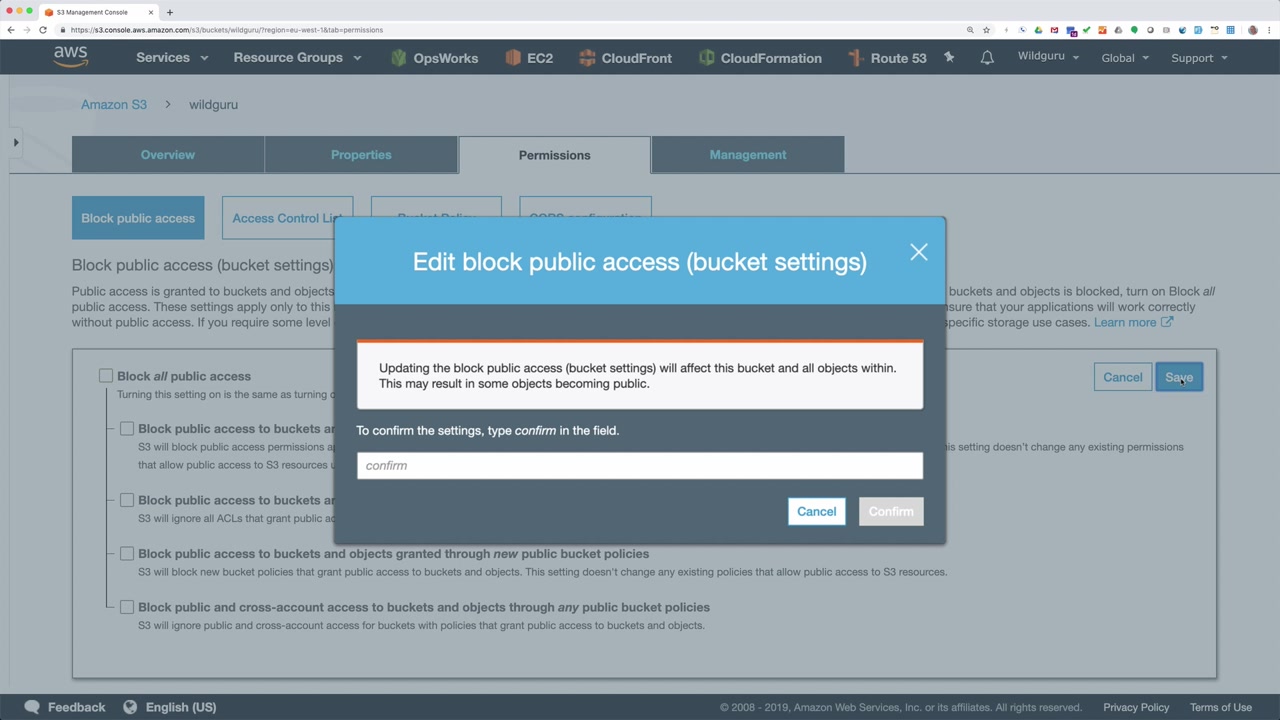 S3 Management Console
https://s3.console.aws.amazon.com/s3/buckets/wildguru/?region=eu-west-1&tab=permissions
aws
Services
Resource Groups
OpsWorks
EC2
CloudFront
CloudFormation
Route 53
Wildguru
Global
Support
Amazon S3 > wildguru
Overview
Properties
Permissions
Management
Block public access
Access Control List
Bucket Policy
CORS configuration
Edit block public access (bucket settings)
Block public access (bucket settings)
Public access is granted to buckets and objects
buckets and objects is blocked, turn on Block all
public access. These settings apply only to this
ensure that your applications will work correctly
without public access. If you require some level
specific storage use cases. Learn more
Updating the block public access (bucket settings) will affect this bucket and all objects within.
This may result in some objects becoming public.
Block all public access
Cancel
Save
Turning this setting on is the same as turning
To confirm the settings, type confirm in the field.
Block public access to buckets
S3 will block public access permissions
this setting doesn't change any existing permissions
that allow public access to S3 resources
confirm
Block public access to buckets
S3 will ignore all ACLs that grant public
Cancel
Confirm
Block public access to buckets and objects granted through new public bucket policies
S3 will block new bucket policies that grant public access to buckets and objects. This setting doesn't change any existing policies that allow public access to S3 resources.
Block public and cross-account access to buckets and objects through any public bucket policies
S3 will ignore public and cross-account access for buckets with policies that grant public access to buckets and objects.
Feedback
English (US)
© 2008 - 2019, Amazon Web Services, Inc. or its affiliates. All rights reserved.
Privacy Policy
Terms of Use